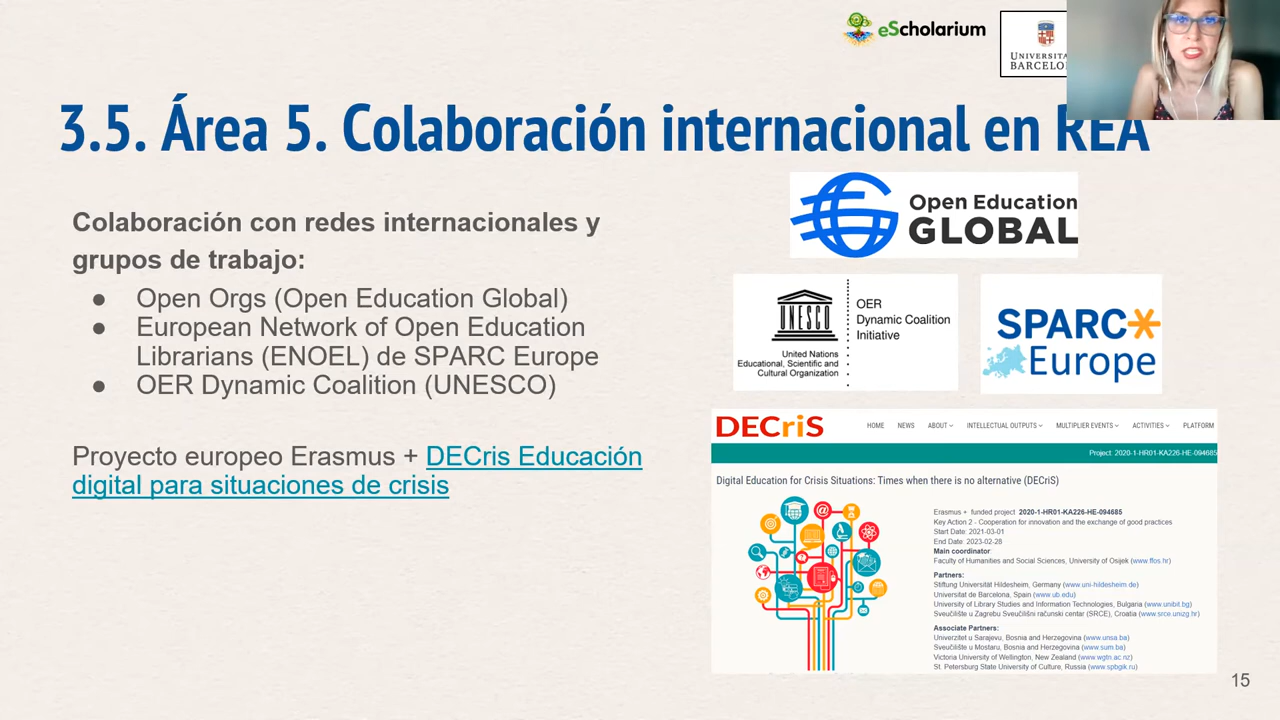 eScholarium
UNIVERSITA
BARCELO
3.5. Área 5. Colaboración internacional en REA
Colaboración con redes internacionales y
grupos de trabajo:
● Open Orgs (Open Education Global)
● European Network of Open Education
Librarians (ENOEL) de SPARC Europe
● OER Dynamic Coalition (UNESCO)
Proyecto europeo Erasmus + DECris Educación
digital para situaciones de crisis
Open Education
GLOBAL
UNESCO
United Nations
Educational, Scientific and
Cultural Organization
OER
Dynamic Coalition
Initiative
SPARC
Europe
DECriS
HOME NEWS ABOUT INTELLECTUAL OUTPUTS MULTIPLIER EVENTS ACTIVITIES PLATFORM
Project: 2020-1-HR01-KA226-HE-094685
Digital Education for Crisis Situations: Times when there is no alternative (DECriS)
Erasmus + funded project 2020-1-HR01-KA226-HE-094685
Key Action 2 - Cooperation for innovation and the exchange of good practices
Start Date: 2021-03-01
End Date: 2023-02-28
Main coordinator:
Faculty of Humanities and Social Sciences, University of Osijek (www.ffos.hr)
Partners:
Stiftung Universität Hildesheim, Germany (www.uni-hildesheim.de)
Universitat de Barcelona, Spain (www.ub.edu)
University of Library Studies and Information Technologies, Bulgaria (www.unibit.bg)
Sveučilište u Zagrebu Sveučilišni računski centar (SRCE), Croatia (www.srce.unizg.hr)
Associate Partners:
Univerzitet u Sarajevu, Bosnia and Herzegovina (www.unsa.ba)
Sveučilište u Mostaru, Bosnia and Herzegovina (www.sum.ba)
Victoria University of Wellington, New Zealand (www.wgtn.ac.nz)
St. Petersburg State University of Culture, Russia (www.spbgik.ru)
15